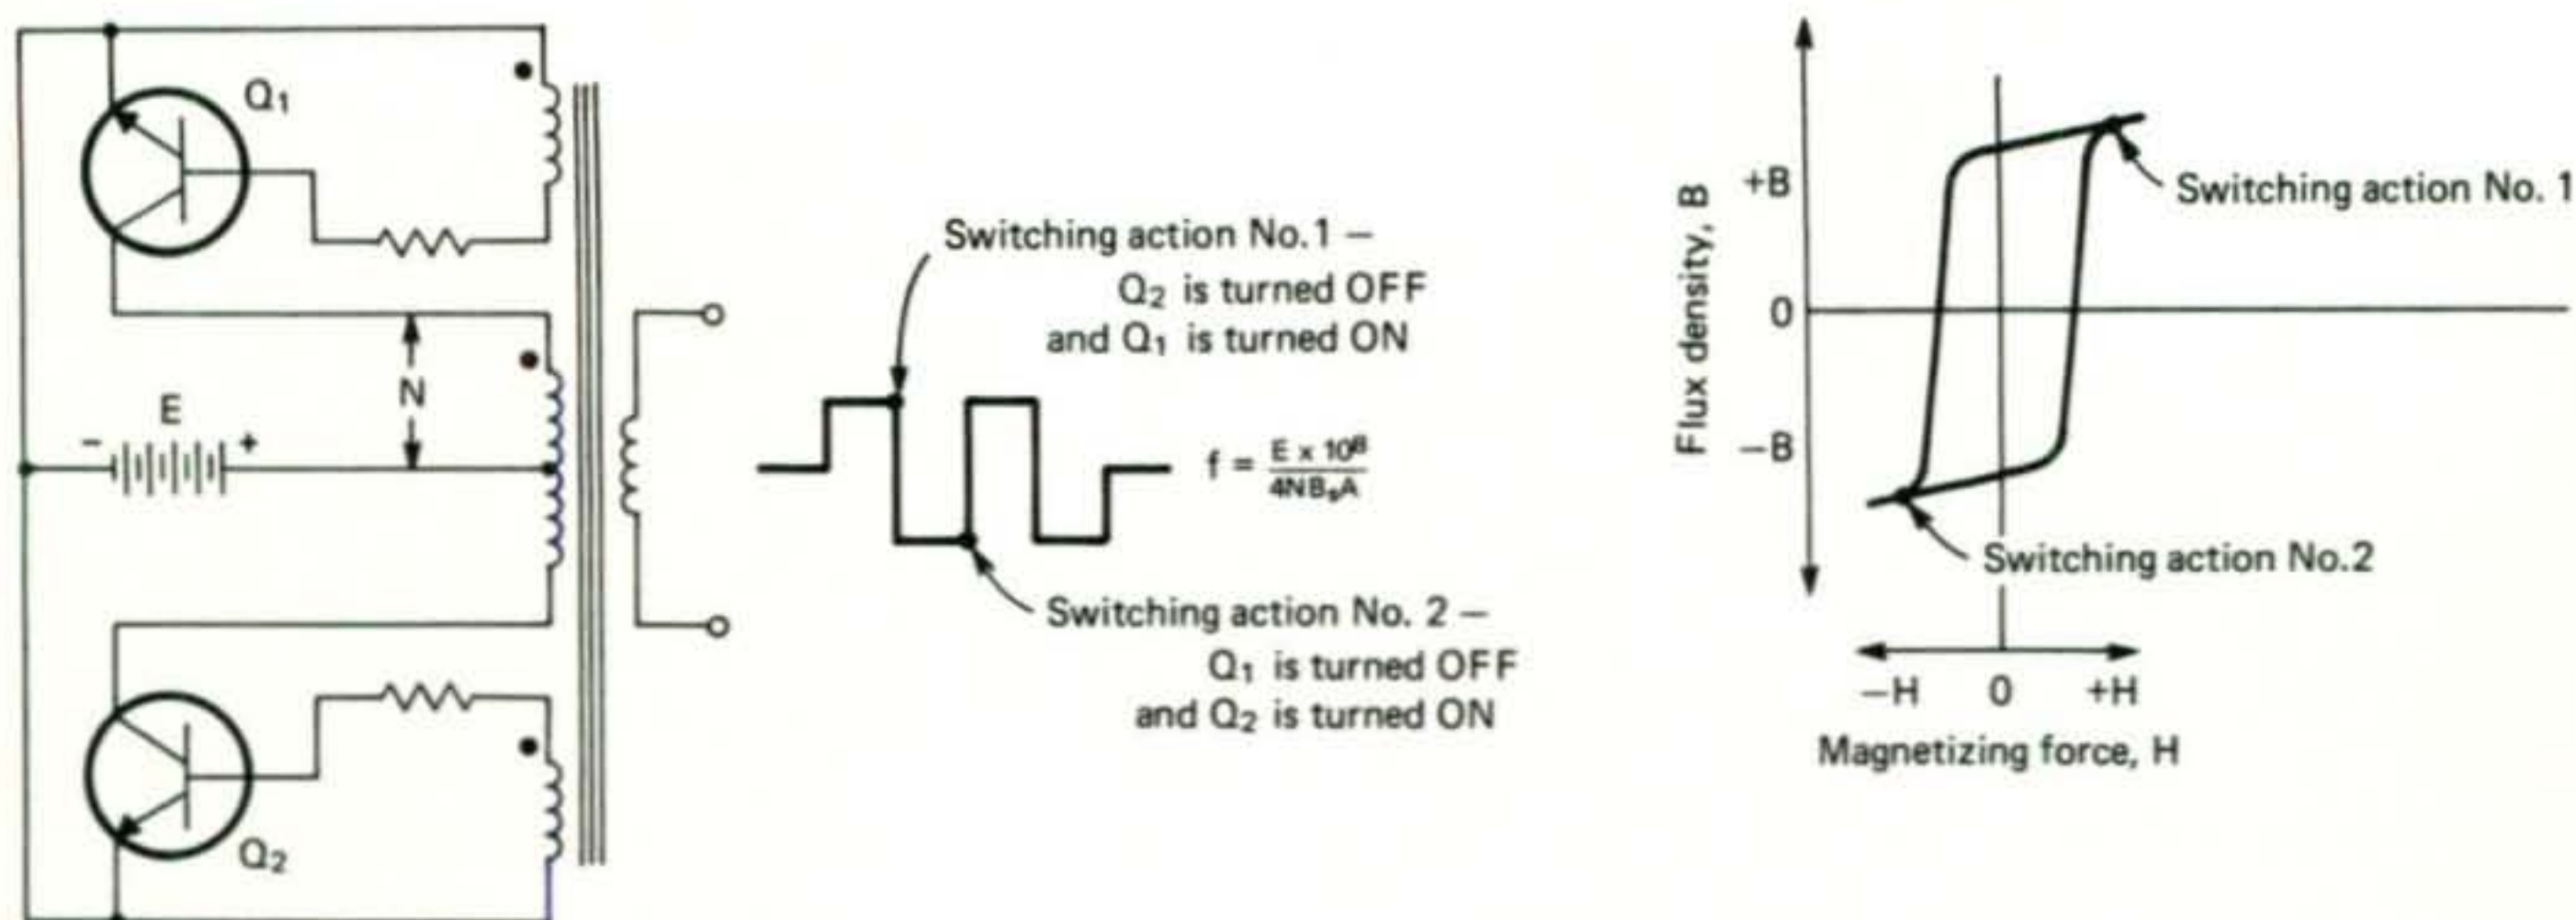 Q₁
N
E
− +
Q₂
Switching action No.1 −
Q₂ is turned OFF
and Q₁ is turned ON
f = E x 10⁸ / 4NBₛA
Switching action No. 2 −
Q₁ is turned OFF
and Q₂ is turned ON
Flux density, B
+B
0
−B
Switching action No. 1
Switching action No.2
−H 0 +H
Magnetizing force, H